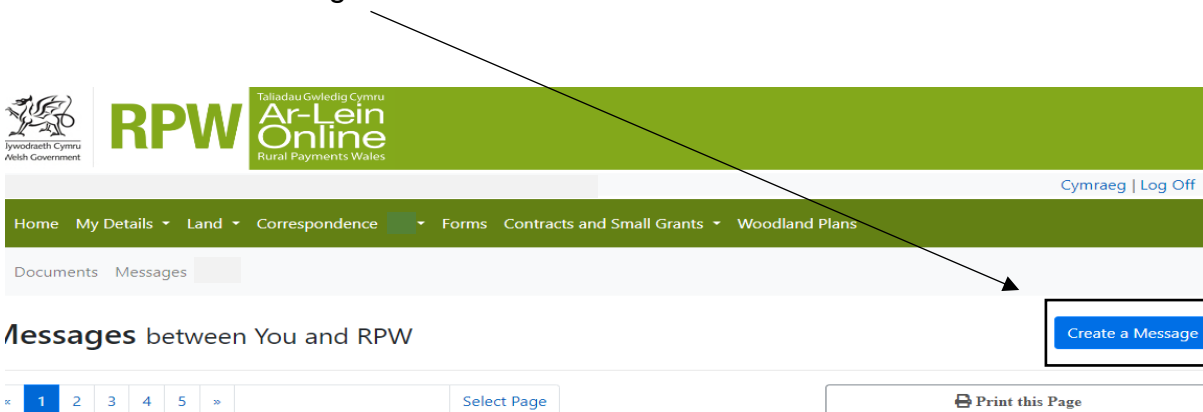 Taliadau Gwledig Cymru
RPW Ar-Lein
Online
Llywodraeth Cymru
Welsh Government
Rural Payments Wales
Cymraeg | Log Off
Home My Details Land Correspondence Forms Contracts and Small Grants Woodland Plans
Documents Messages
Messages between You and RPW
Create a Message
« 1 2 3 4 5 » Select Page
Print this Page